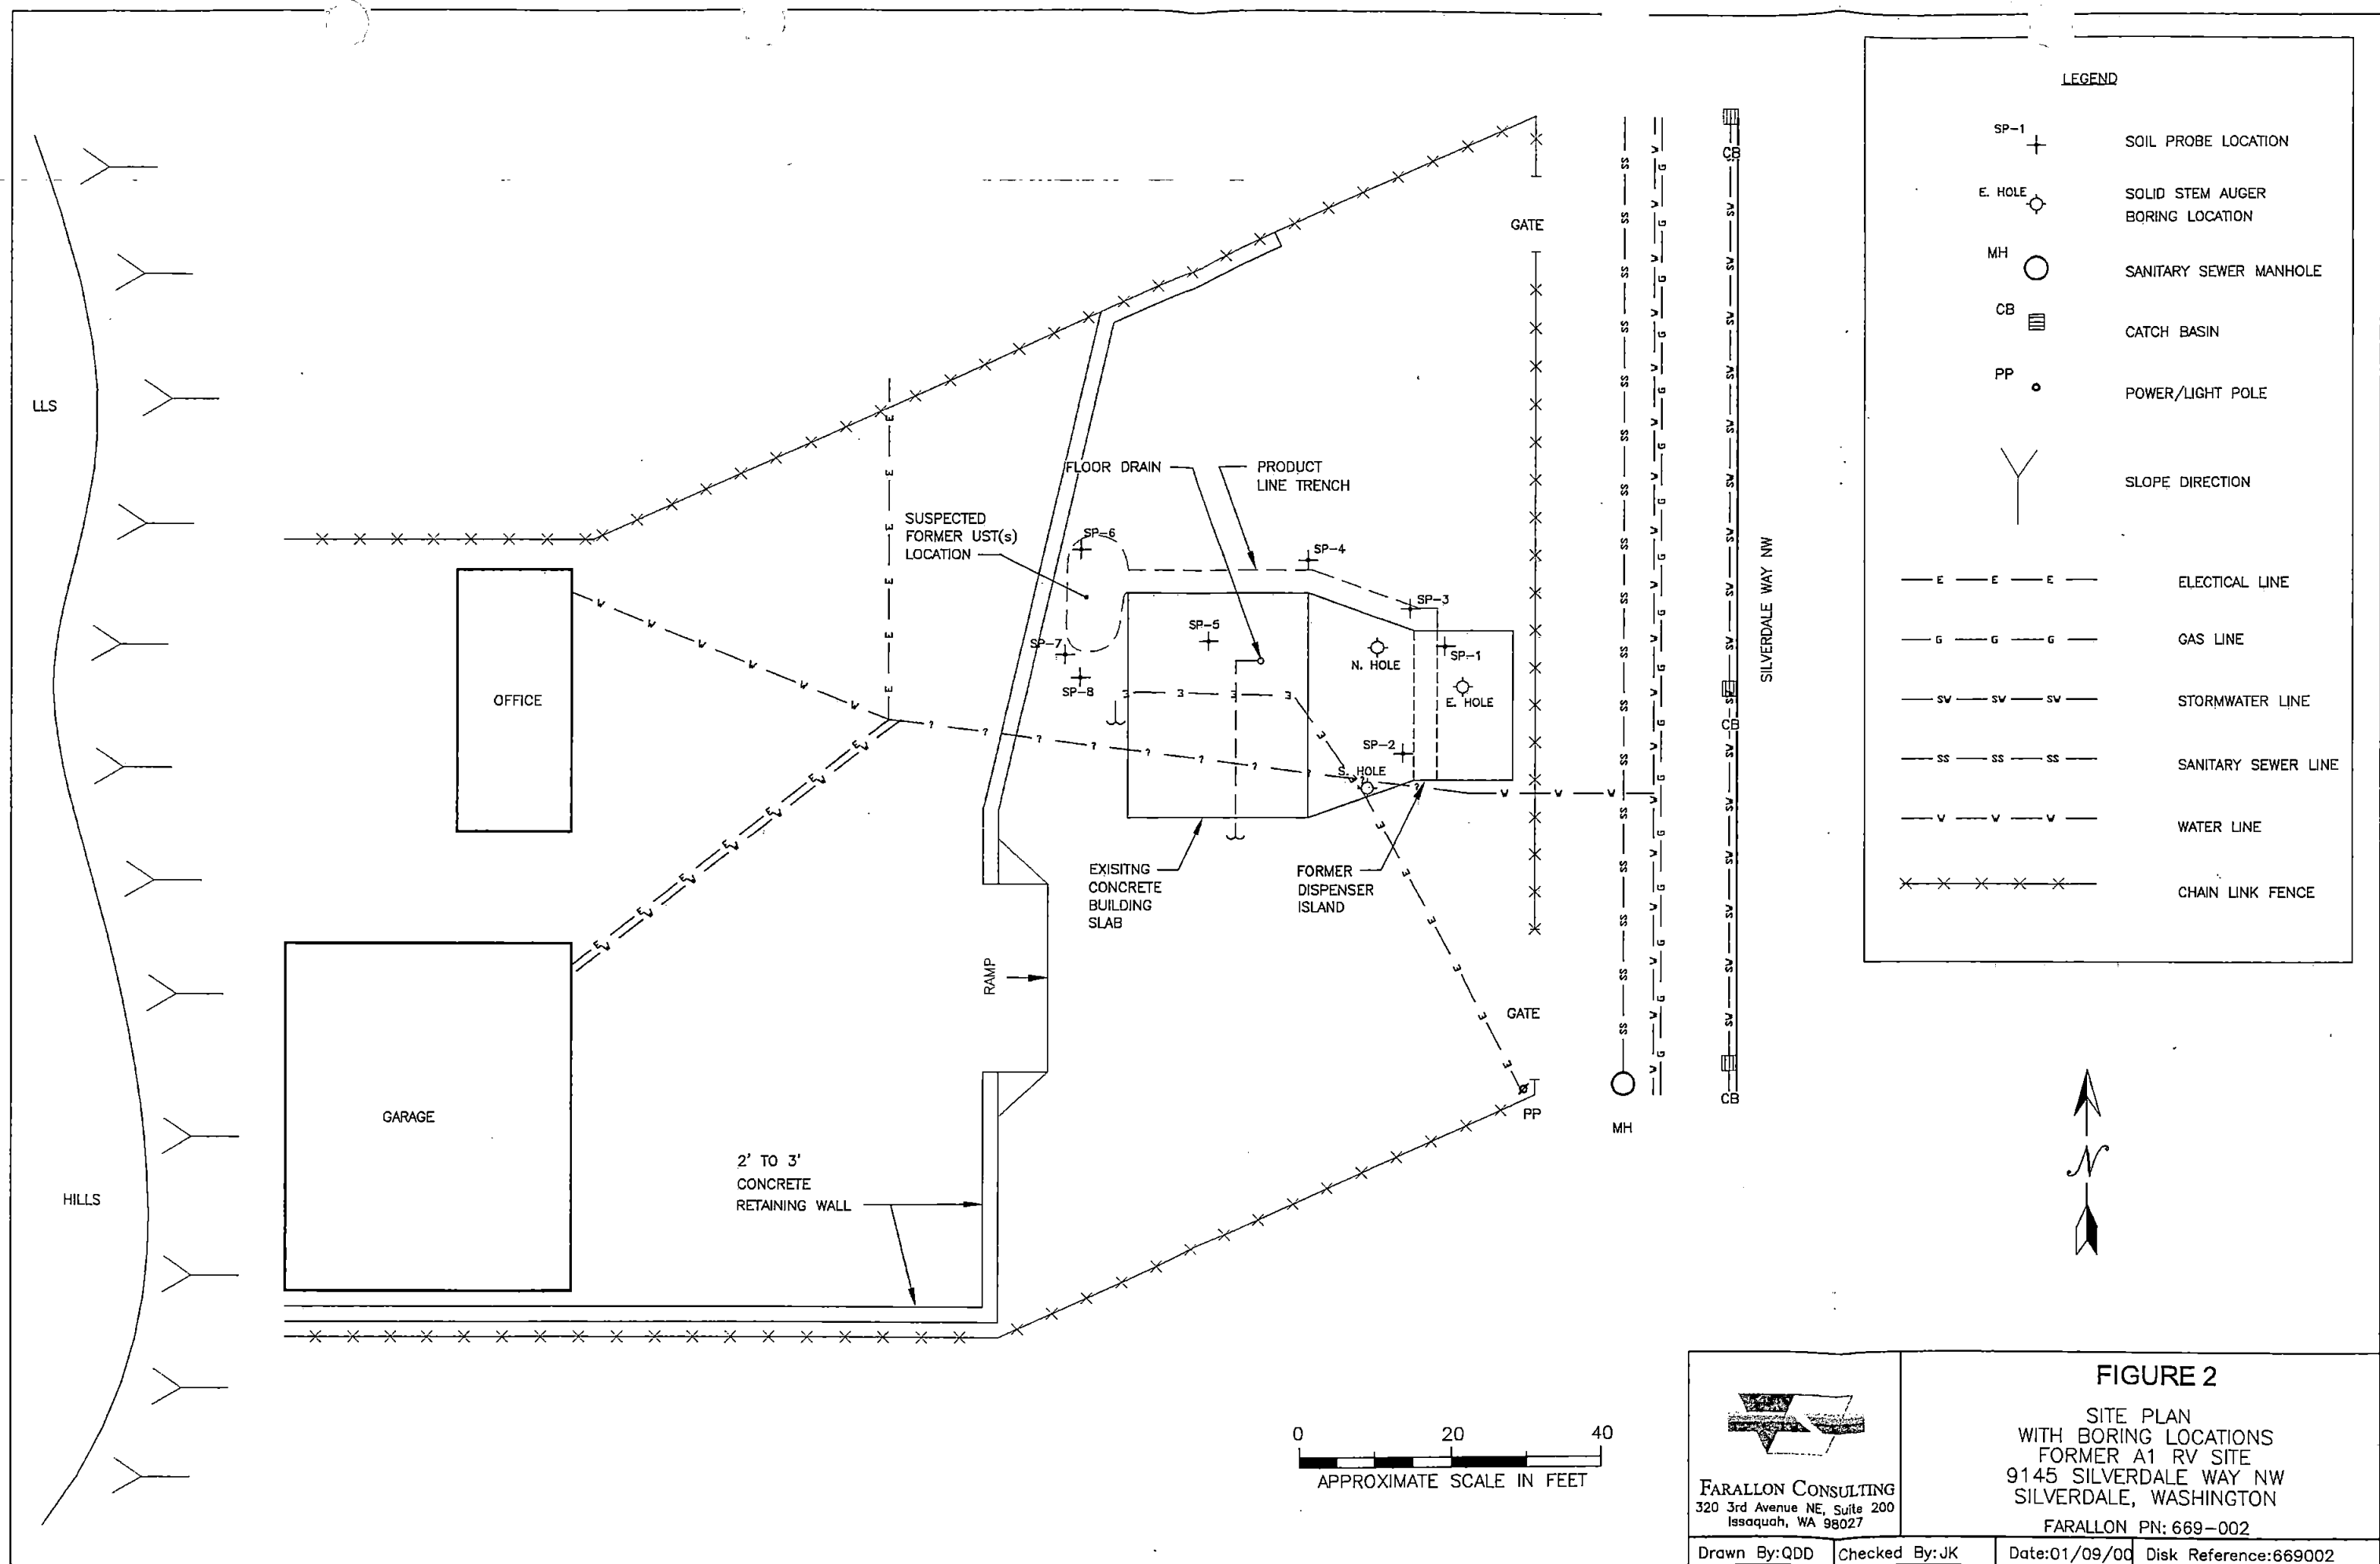 LEGEND
SP-1
SOIL PROBE LOCATION
E. HOLE
SOLID STEM AUGER
BORING LOCATION
MH
SANITARY SEWER MANHOLE
CB
CATCH BASIN
PP
POWER/LIGHT POLE
SLOPE DIRECTION
E E E
ELECTICAL LINE
G G G
GAS LINE
SW SW SW
STORMWATER LINE
SS SS SS
SANITARY SEWER LINE
W W W
WATER LINE
CHAIN LINK FENCE
CB
GATE
LLS
FLOOR DRAIN
PRODUCT
LINE TRENCH
SUSPECTED
FORMER UST(s)
LOCATION
SP-6
SP-4
SP-3
SP-5
SP-7
SP-1
N. HOLE
SP-8
E. HOLE
OFFICE
SILVERDALE WAY NW
CB
SP-2
S. HOLE
EXISITNG
CONCRETE
BUILDING
SLAB
FORMER
DISPENSER
ISLAND
RAMP
GATE
GARAGE
PP
MH
CB
2' TO 3'
CONCRETE
RETAINING WALL
HILLS
N
0 20 40
APPROXIMATE SCALE IN FEET
FARALLON CONSULTING
320 3rd Avenue NE, Suite 200
Issaquah, WA 98027
FIGURE 2
SITE PLAN
WITH BORING LOCATIONS
FORMER A1 RV SITE
9145 SILVERDALE WAY NW
SILVERDALE, WASHINGTON
FARALLON PN: 669-002
Drawn By:QDD
Checked By:JK
Date:01/09/00
Disk Reference:669002